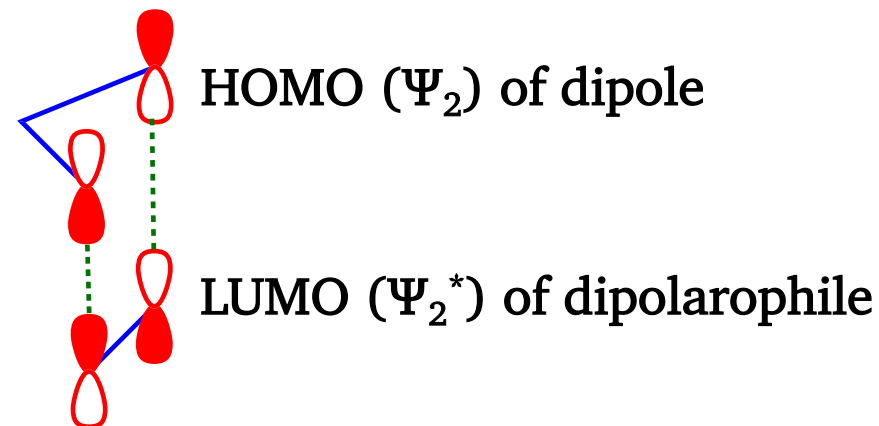 HOMO (Ψ₂) of dipole
LUMO (Ψ₂*) of dipolarophile